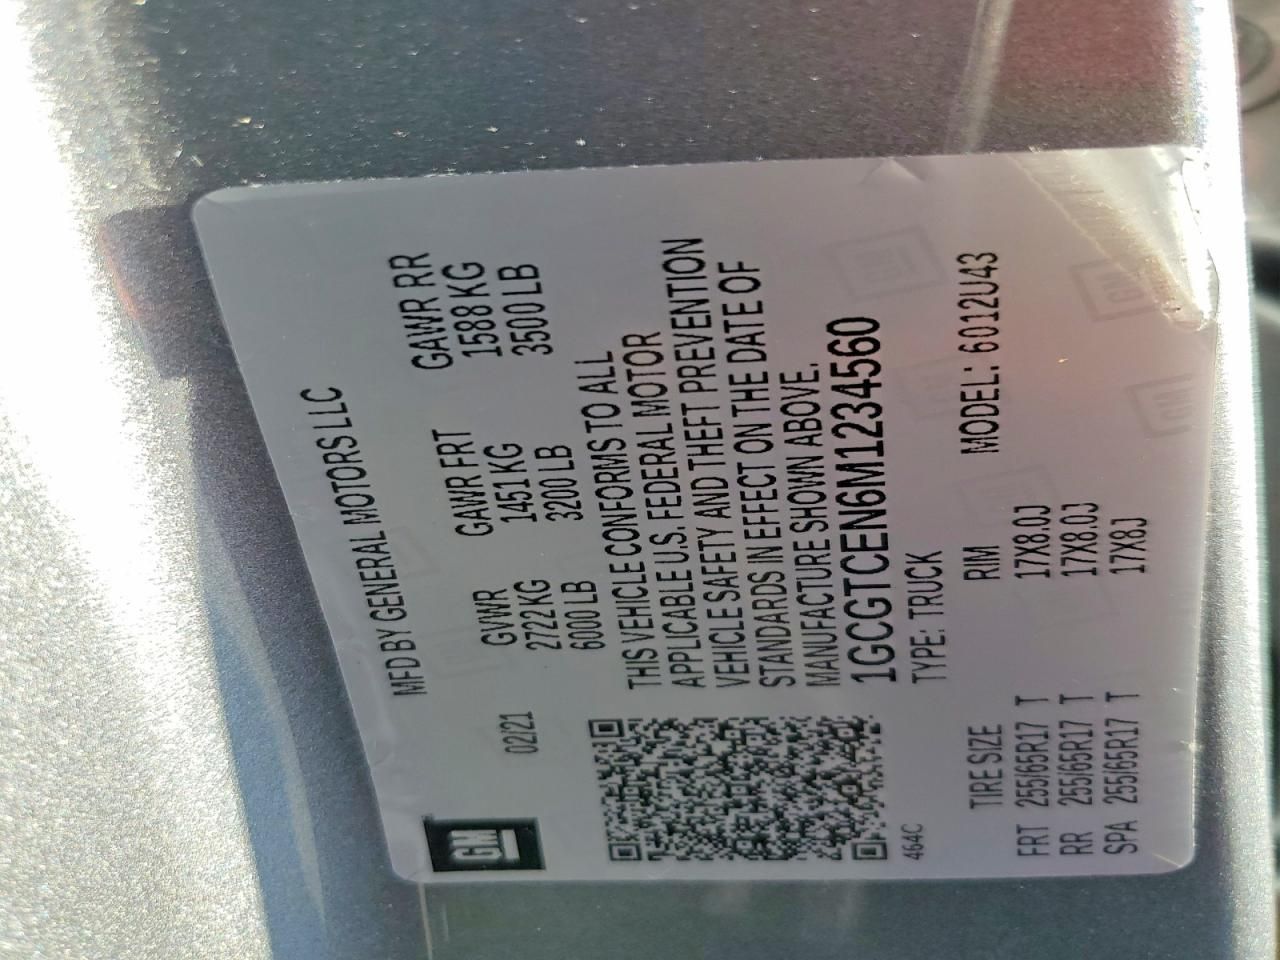 GM
MFD BY GENERAL MOTORS LLC
02/21
GVWR GAWR FRT GAWR RR
2722 KG 1451 KG 1588 KG
6000 LB 3200 LB 3500 LB
THIS VEHICLE CONFORMS TO ALL
APPLICABLE U.S. FEDERAL MOTOR
VEHICLE SAFETY AND THEFT PREVENTION
STANDARDS IN EFFECT ON THE DATE OF
MANUFACTURE SHOWN ABOVE.
1GCGTCEN6M1234560
464C TYPE: TRUCK
TIRE SIZE RIM MODEL: 6012U43
FRT 255/65R17 T 17X8.0J
RR 255/65R17 T 17X8.0J
SPA 255/65R17 T 17X8J